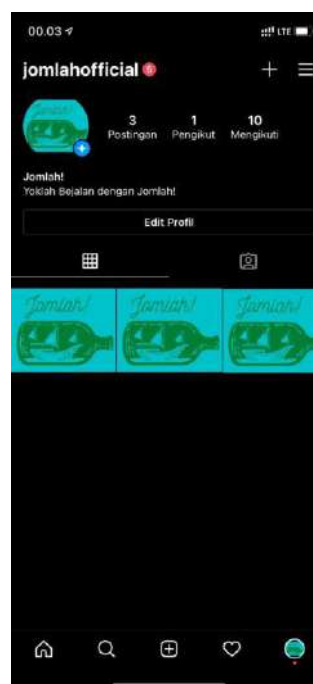 00.03
LTE
jomlahofficial
3
Postingan
1
Pengikut
10
Mengikuti
Jomlah!
Yoklah Bejalan dengan Jomlah!
Edit Profil
Jomlah!
Jomlah!
Jomlah!